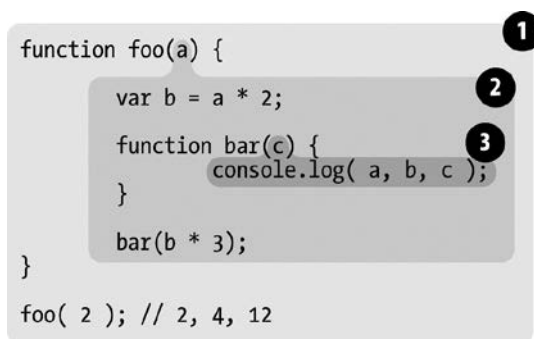 1
function foo(a) {
2
var b = a * 2;
3
function bar(c) {
console.log( a, b, c );
}
bar(b * 3);
}
foo( 2 ); // 2, 4, 12